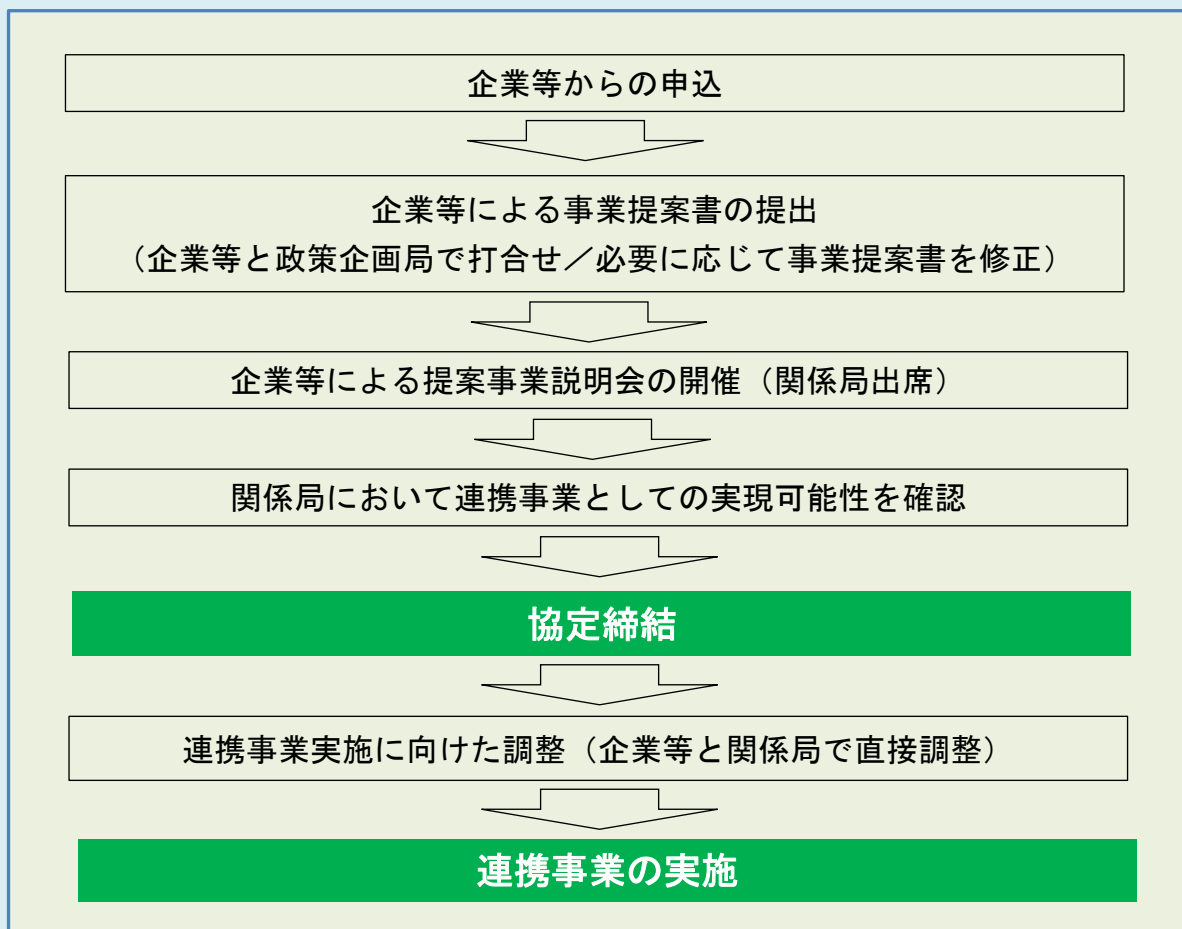 企業等からの申込
企業等による事業提案書の提出
（企業等と政策企画局で打合せ／必要に応じて事業提案書を修正）
企業等による提案事業説明会の開催（関係局出席）
関係局において連携事業としての実現可能性を確認
協定締結
連携事業実施に向けた調整（企業等と関係局で直接調整）
連携事業の実施